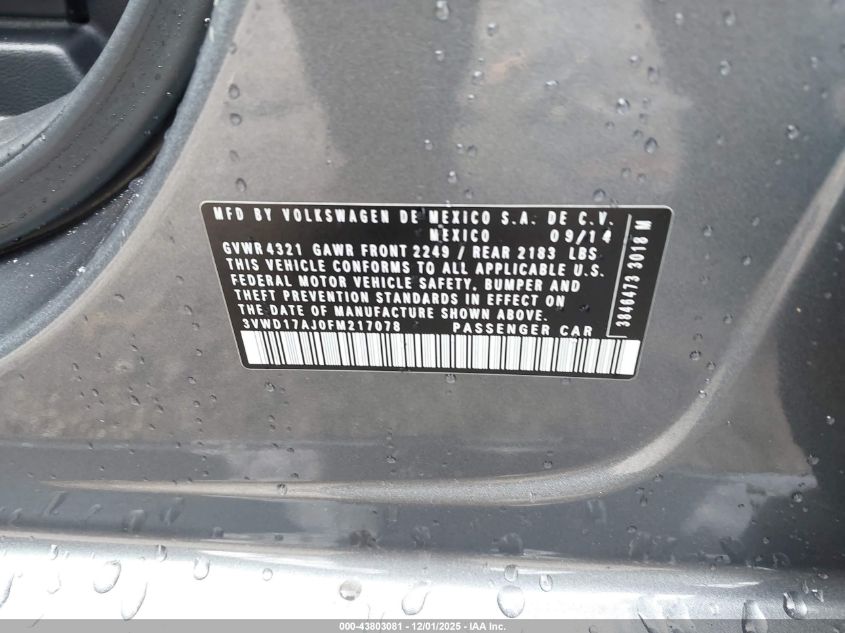 MFD BY VOLKSWAGEN DE MEXICO S.A. DE C.V.
MEXICO 09/14
GVWR 4321 GAWR FRONT 2249 / REAR 2183 LBS
THIS VEHICLE CONFORMS TO ALL APPLICABLE U.S.
FEDERAL MOTOR VEHICLE SAFETY, BUMPER AND
THEFT PREVENTION STANDARDS IN EFFECT ON
THE DATE OF MANUFACTURE SHOWN ABOVE.
3VWD17AJ0FM217078 PASSENGER CAR
3846473 3018 M
000-43803081 - 12/01/2025 - IAA Inc.